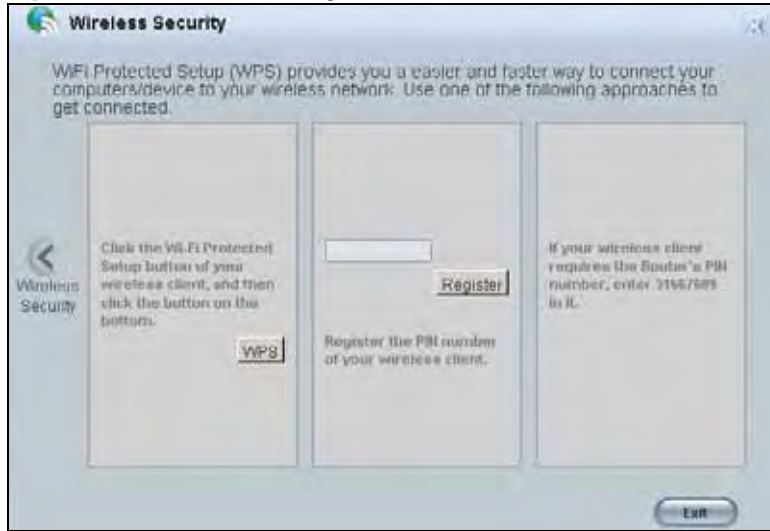 Wireless Security
WiFi Protected Setup (WPS) provides you a easier and faster way to connect your
computers/device to your wireless network. Use one of the following approaches to
get connected.
Wireless
Security
Click the Wi-Fi Protected
Setup button of your
wireless client, and then
click the button on the
bottom.
WPS
Register
Register the PIN number
of your wireless client.
If your wireless client
requires the Router's PIN
number, enter
in it.
Exit